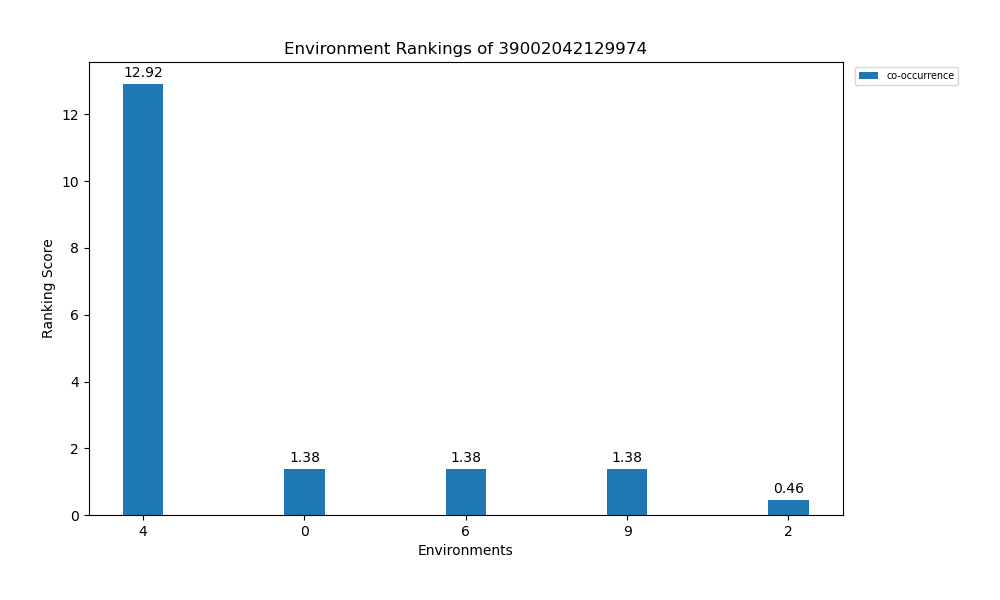 Environment Rankings of 39002042129974
12.92
co-occurrence
12
10
8
6
4
2
0
Ranking Score
1.38
1.38
1.38
0.46
4 0 6 9 2
Environments